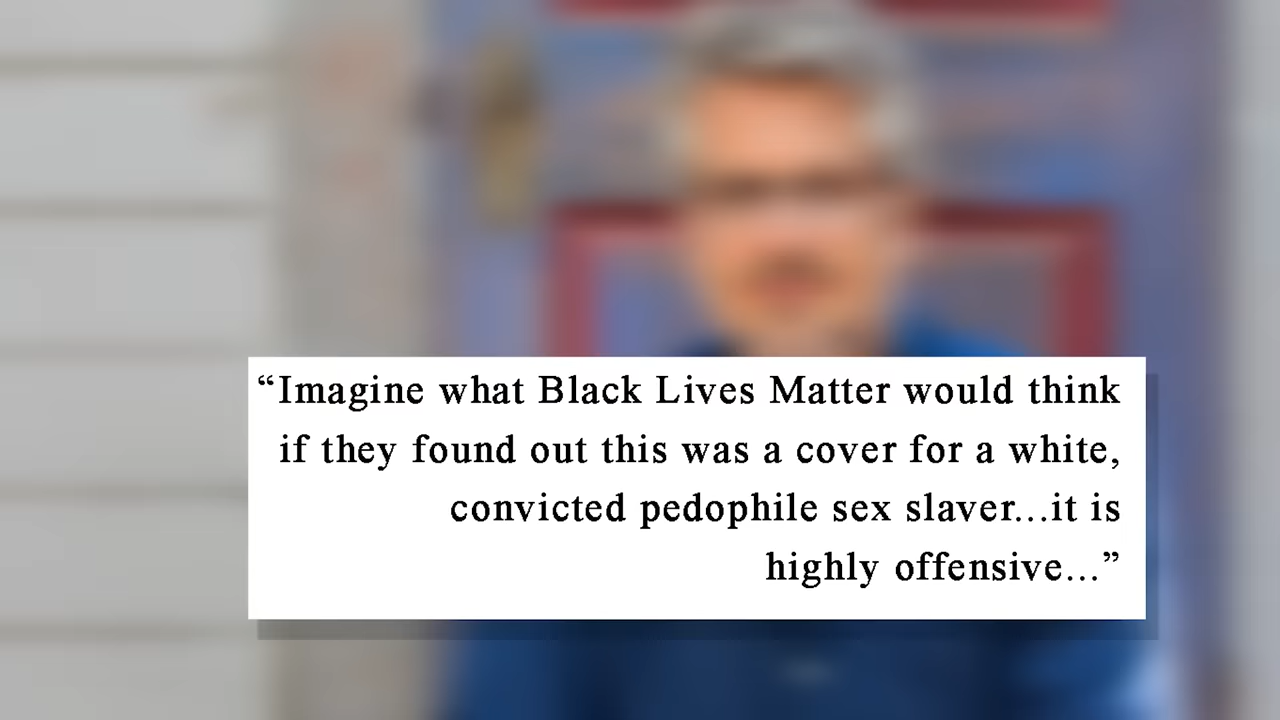 “Imagine what Black Lives Matter would think
if they found out this was a cover for a white,
convicted pedophile sex slaver...it is
highly offensive...”